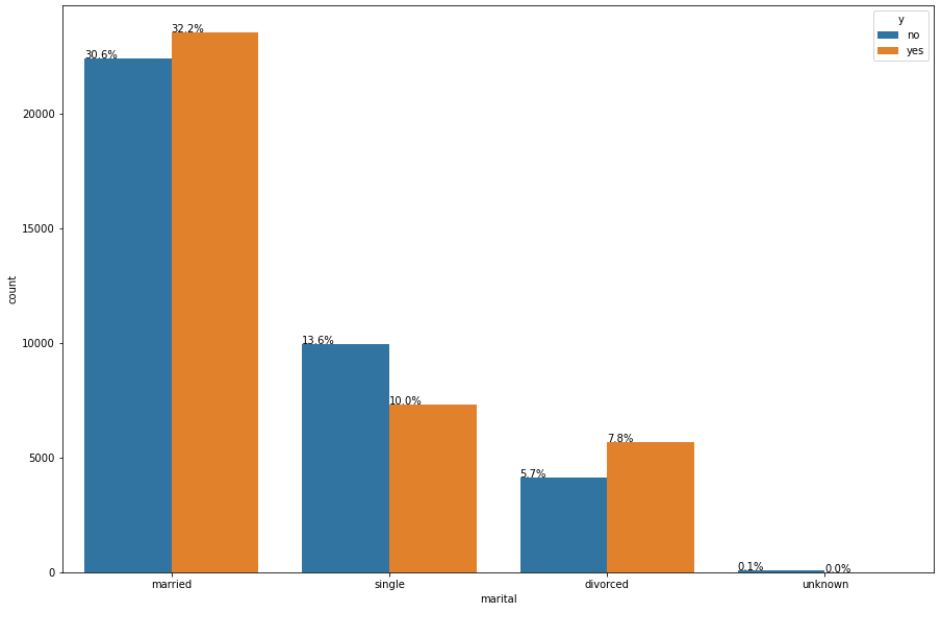 32.2%
30.6%
y
no
yes
20000
15000
count
13.6%
10000
10.0%
7.8%
5.7%
5000
0.1%
0.0%
0
married single divorced unknown
marital